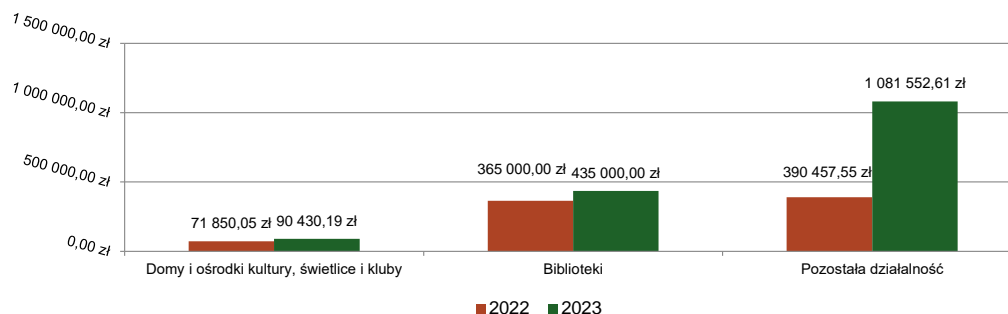 1 500 000,00 zł
1 000 000,00 zł
500 000,00 zł
0,00 zł
71 850,05 zł
90 430,19 zł
365 000,00 zł
435 000,00 zł
390 457,55 zł
1 081 552,61 zł
Domy i ośrodki kultury, świetlice i kluby
Biblioteki
Pozostała działalność
2022
2023